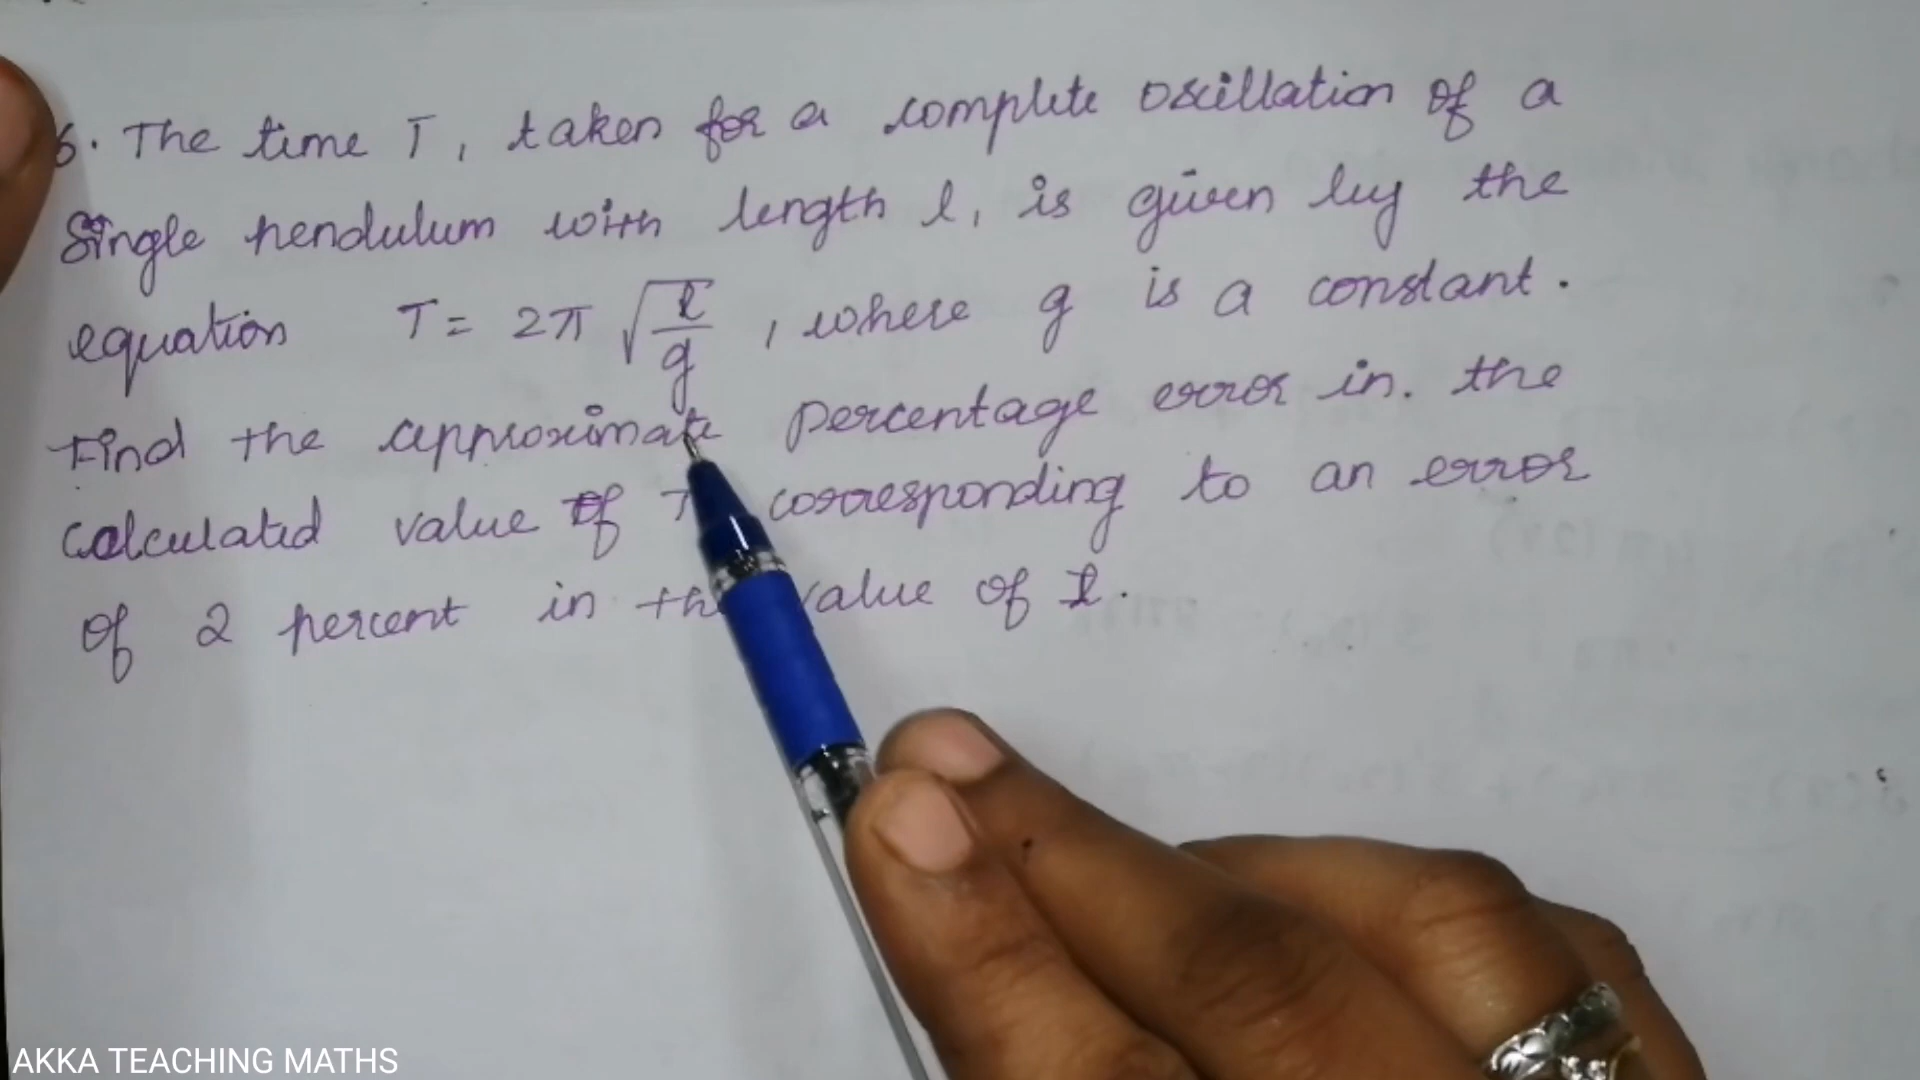 6. The time T, taken for a complete oscillation of a
Single pendulum with length l, is given by the
equation T = 2π √(l/g), where g is a constant.
Find the approximate percentage error in. the
Calculated value of T corresponding to an error
of 2 percent in the value of l.
AKKA TEACHING MATHS